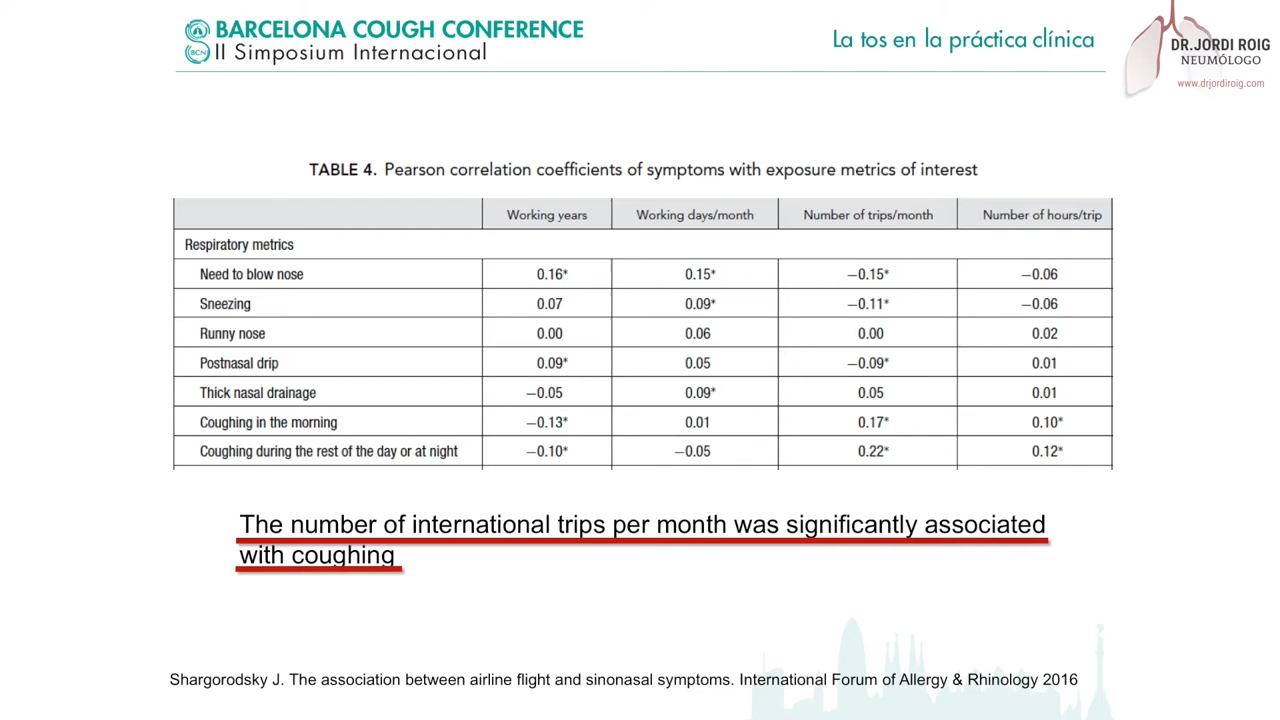 BARCELONA COUGH CONFERENCE
BCN
II Simposium Internacional
La tos en la práctica clínica
DR.JORDI ROIG
NEUMÓLOGO
www.drjordiroig.com
TABLE 4. Pearson correlation coefficients of symptoms with exposure metrics of interest
Working years Working days/month Number of trips/month Number of hours/trip
Respiratory metrics
Need to blow nose 0.16* 0.15* −0.15* −0.06
Sneezing 0.07 0.09* −0.11* −0.06
Runny nose 0.00 0.06 0.00 0.02
Postnasal drip 0.09* 0.05 −0.09* 0.01
Thick nasal drainage −0.05 0.09* 0.05 0.01
Coughing in the morning −0.13* 0.01 0.17* 0.10*
Coughing during the rest of the day or at night −0.10* −0.05 0.22* 0.12*
The number of international trips per month was significantly associated
with coughing
Shargorodsky J. The association between airline flight and sinonasal symptoms. International Forum of Allergy & Rhinology 2016